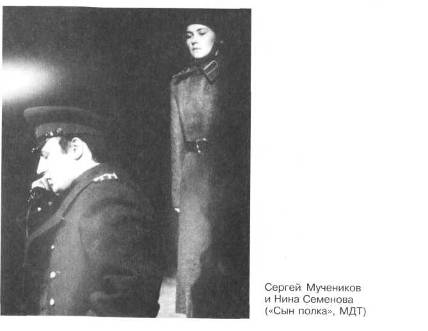 Сергей Мучеников
и Нина Семенова
(«Сын полка», МДТ)